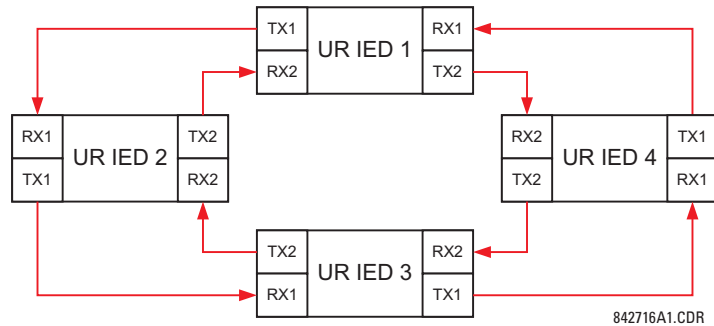 TX1 UR IED 1 RX1
RX2 TX2
RX1 UR IED 2 TX2
TX1 RX2
RX2 UR IED 4 TX1
TX2 RX1
TX2 UR IED 3 RX2
RX1 TX1
842716A1.CDR